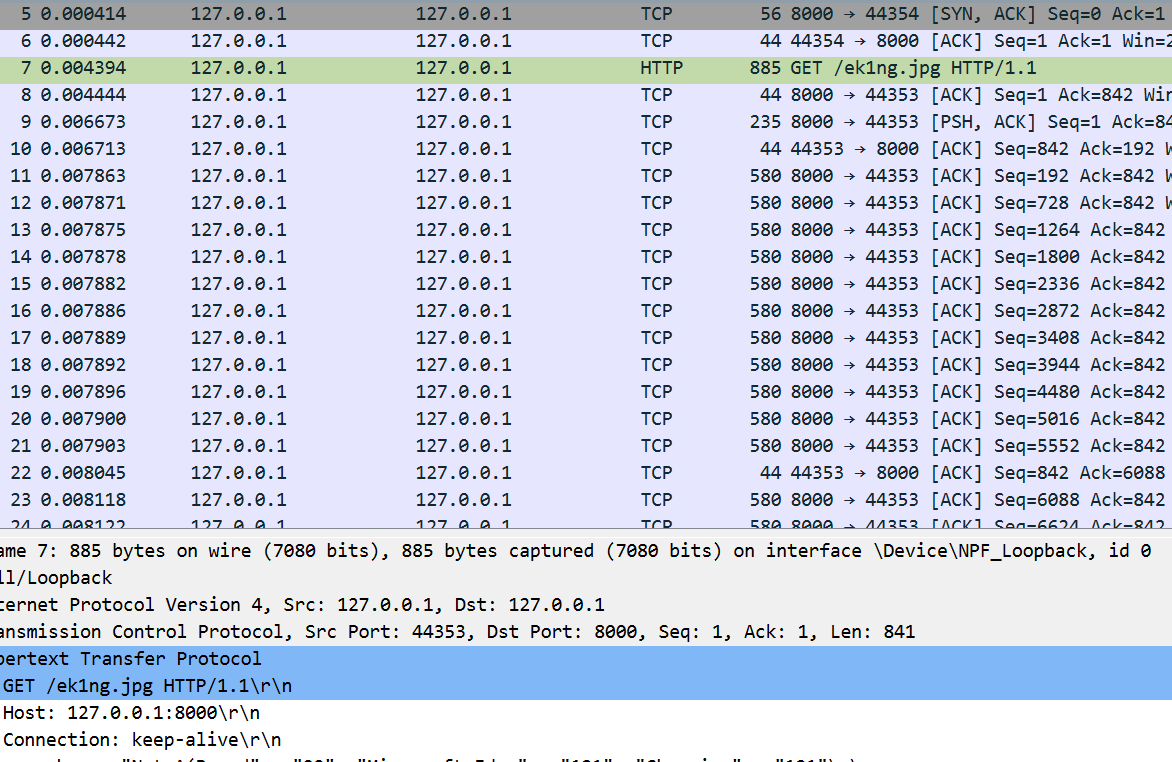 5 0.000414 127.0.0.1 127.0.0.1 TCP 56 8000 → 44354 [SYN, ACK] Seq=0 Ack=1
6 0.000442 127.0.0.1 127.0.0.1 TCP 44 44354 → 8000 [ACK] Seq=1 Ack=1 Win=2
7 0.004394 127.0.0.1 127.0.0.1 HTTP 885 GET /ek1ng.jpg HTTP/1.1
8 0.004444 127.0.0.1 127.0.0.1 TCP 44 8000 → 44353 [ACK] Seq=1 Ack=842 Win
9 0.006673 127.0.0.1 127.0.0.1 TCP 235 8000 → 44353 [PSH, ACK] Seq=1 Ack=84
10 0.006713 127.0.0.1 127.0.0.1 TCP 44 44353 → 8000 [ACK] Seq=842 Ack=192 W
11 0.007863 127.0.0.1 127.0.0.1 TCP 580 8000 → 44353 [ACK] Seq=192 Ack=842 W
12 0.007871 127.0.0.1 127.0.0.1 TCP 580 8000 → 44353 [ACK] Seq=728 Ack=842 W
13 0.007875 127.0.0.1 127.0.0.1 TCP 580 8000 → 44353 [ACK] Seq=1264 Ack=842
14 0.007878 127.0.0.1 127.0.0.1 TCP 580 8000 → 44353 [ACK] Seq=1800 Ack=842
15 0.007882 127.0.0.1 127.0.0.1 TCP 580 8000 → 44353 [ACK] Seq=2336 Ack=842
16 0.007886 127.0.0.1 127.0.0.1 TCP 580 8000 → 44353 [ACK] Seq=2872 Ack=842
17 0.007889 127.0.0.1 127.0.0.1 TCP 580 8000 → 44353 [ACK] Seq=3408 Ack=842
18 0.007892 127.0.0.1 127.0.0.1 TCP 580 8000 → 44353 [ACK] Seq=3944 Ack=842
19 0.007896 127.0.0.1 127.0.0.1 TCP 580 8000 → 44353 [ACK] Seq=4480 Ack=842
20 0.007900 127.0.0.1 127.0.0.1 TCP 580 8000 → 44353 [ACK] Seq=5016 Ack=842
21 0.007903 127.0.0.1 127.0.0.1 TCP 580 8000 → 44353 [ACK] Seq=5552 Ack=842
22 0.008045 127.0.0.1 127.0.0.1 TCP 44 44353 → 8000 [ACK] Seq=842 Ack=6088
23 0.008118 127.0.0.1 127.0.0.1 TCP 580 8000 → 44353 [ACK] Seq=6088 Ack=842
24 0.008122 127.0.0.1 127.0.0.1 TCP 580 8000 → 44353 [ACK] Seq=6624 Ack=842
ame 7: 885 bytes on wire (7080 bits), 885 bytes captured (7080 bits) on interface \Device\NPF_Loopback, id 0
ll/Loopback
ternet Protocol Version 4, Src: 127.0.0.1, Dst: 127.0.0.1
ansmission Control Protocol, Src Port: 44353, Dst Port: 8000, Seq: 1, Ack: 1, Len: 841
pertext Transfer Protocol
GET /ek1ng.jpg HTTP/1.1\r\n
Host: 127.0.0.1:8000\r\n
Connection: keep-alive\r\n